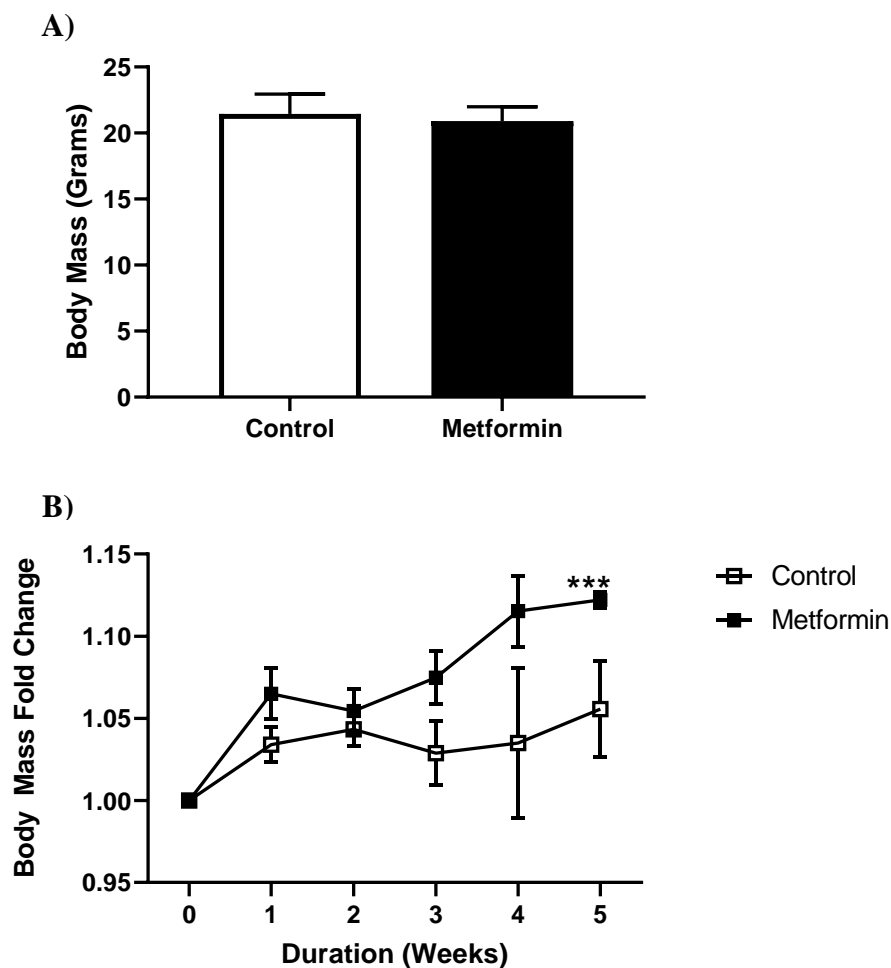 A)
25
20
15
10
5
0
Body Mass (Grams)
Control Metformin
B)
1.15
1.10
1.05
1.00
0.95
Body Mass Fold Change
***
0 1 2 3 4 5
Duration (Weeks)
Control
Metformin